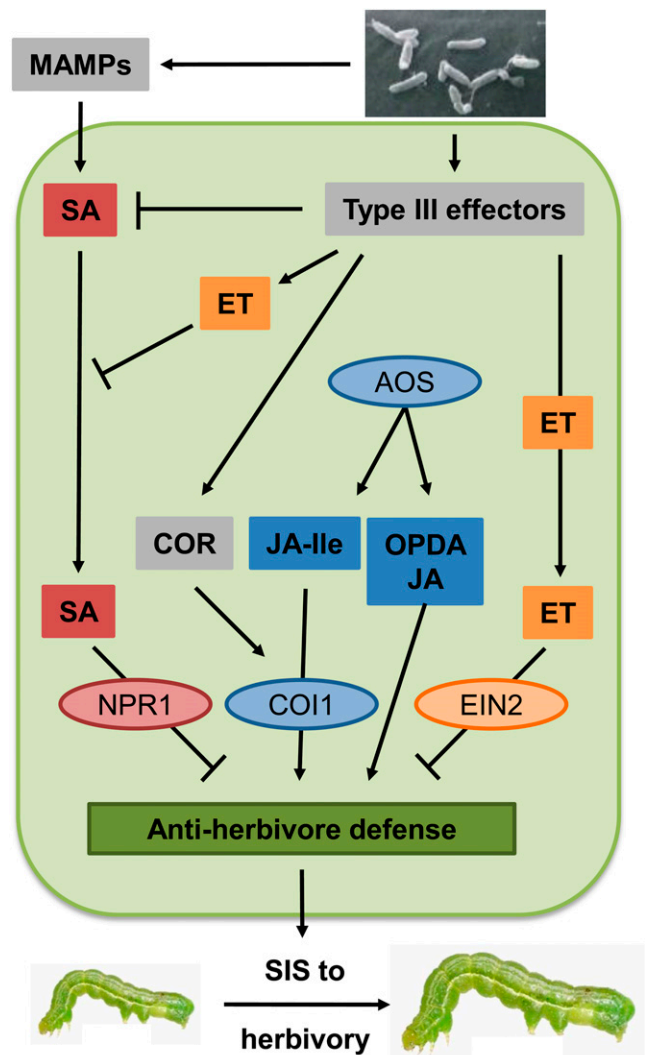 MAMPs
SA
Type III effectors
ET
AOS
ET
COR
JA-Ile
OPDA
JA
SA
ET
NPR1
COI1
EIN2
Anti-herbivore defense
SIS to
herbivory